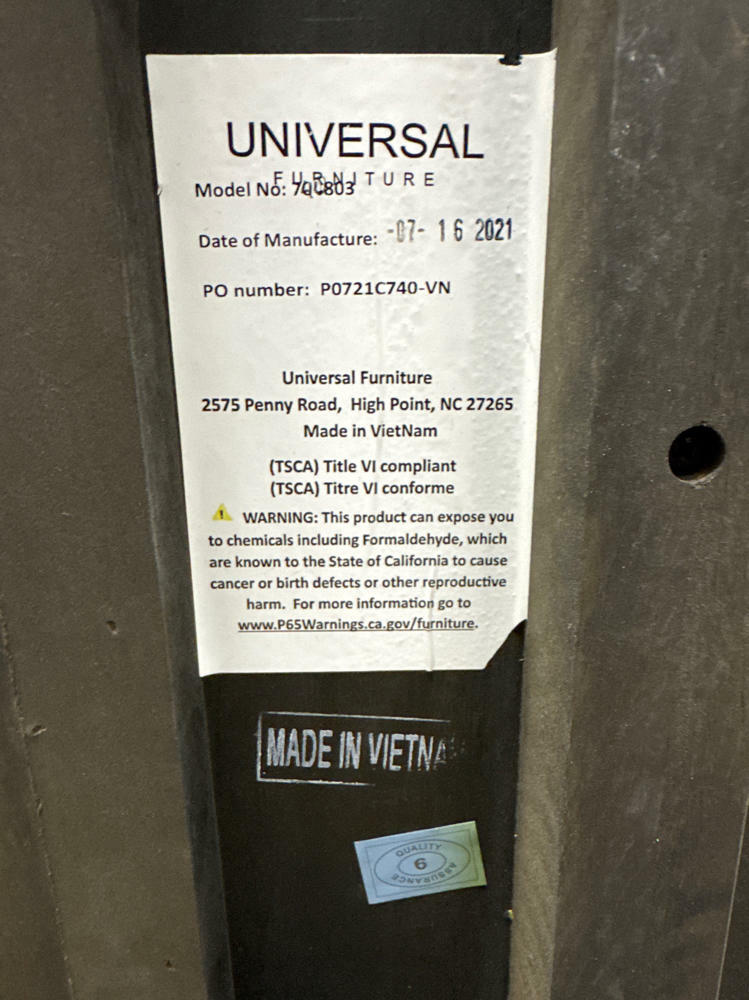 UNIVERSAL
FURNITURE
Model No:
Date of Manufacture: -07- 16 2021
PO number: P0721C740-VN
Universal Furniture
2575 Penny Road, High Point, NC 27265
Made in VietNam
(TSCA) Title VI compliant
(TSCA) Titre VI conforme
WARNING: This product can expose you
to chemicals including Formaldehyde, which
are known to the State of California to cause
cancer or birth defects or other reproductive
harm. For more information go to
www.P65Warnings.ca.gov/furniture.
MADE IN VIETNA
QUALITY
6
ASSURANCE